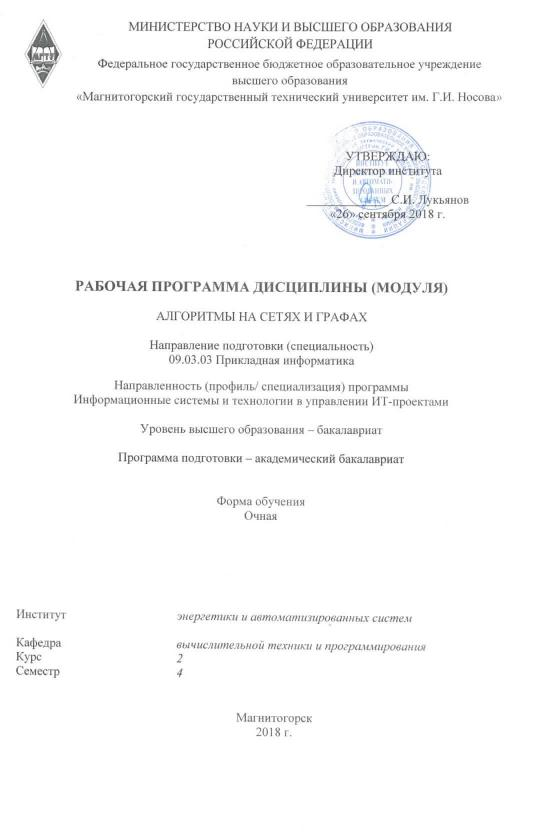 МИНИСТЕРСТВО НАУКИ И ВЫСШЕГО ОБРАЗОВАНИЯ
РОССИЙСКОЙ ФЕДЕРАЦИИ
Федеральное государственное бюджетное образовательное учреждение
высшего образования
«Магнитогорский государственный технический университет им. Г.И. Носова»
УТВЕРЖДАЮ:
Директор института
С.И. Лукьянов
«26» сентября 2018 г.
РАБОЧАЯ ПРОГРАММА ДИСЦИПЛИНЫ (МОДУЛЯ)
АЛГОРИТМЫ НА СЕТЯХ И ГРАФАХ
Направление подготовки (специальность)
09.03.03 Прикладная информатика
Направленность (профиль/ специализация) программы
Информационные системы и технологии в управлении ИТ-проектами
Уровень высшего образования – бакалавриат
Программа подготовки – академический бакалавриат
Форма обучения
Очная
Институт энергетики и автоматизированных систем
Кафедра вычислительной техники и программирования
Курс 2
Семестр 4
Магнитогорск
2018 г.